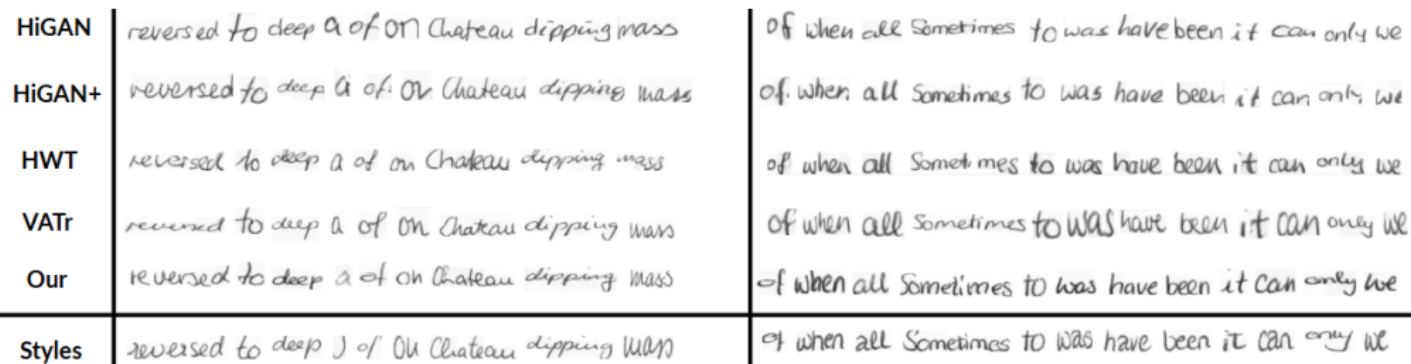 HiGAN reversed to deep a of on Chateau dipping mass of when all Sometimes to was have been it can only we
HiGAN+ reversed to deep a of. on Chateau dipping mass of. when all Sometimes to was have been it can only we
HWT reversed to deep a of on Chateau dipping mass of when all Sometimes to was have been it can only we
VATr reversed to deep a of on Chateau dipping mass of when all Sometimes to was have been it can only we
Our reversed to deep a of on Chateau dipping mass of when all Sometimes to was have been it can only we
Styles reversed to deep ) of on Chateau dipping mass of when all Sometimes to was have been it can only we